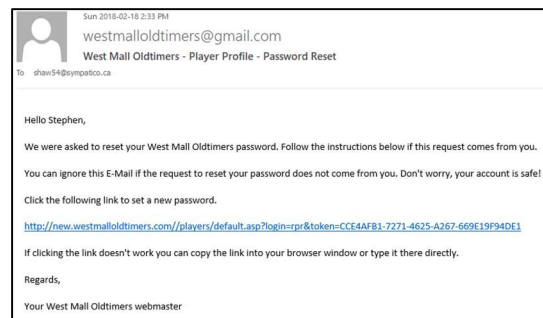 Sun 2018-02-18 2:33 PM
westmalloldtimers@gmail.com
West Mall Oldtimers - Player Profile - Password Reset
To shaw54@sympatico.ca
Hello Stephen,
We were asked to reset your West Mall Oldtimers password. Follow the instructions below if this request comes from you.
You can ignore this E-Mail if the request to reset your password does not come from you. Don't worry, your account is safe!
Click the following link to set a new password.
http://new.westmalloldtimers.com//players/default.asp?login=rpr&token=CCE4AFB1-7271-4625-A267-669E19F94DE1
If clicking the link doesn't work you can copy the link into your browser window or type it there directly.
Regards,
Your West Mall Oldtimers webmaster